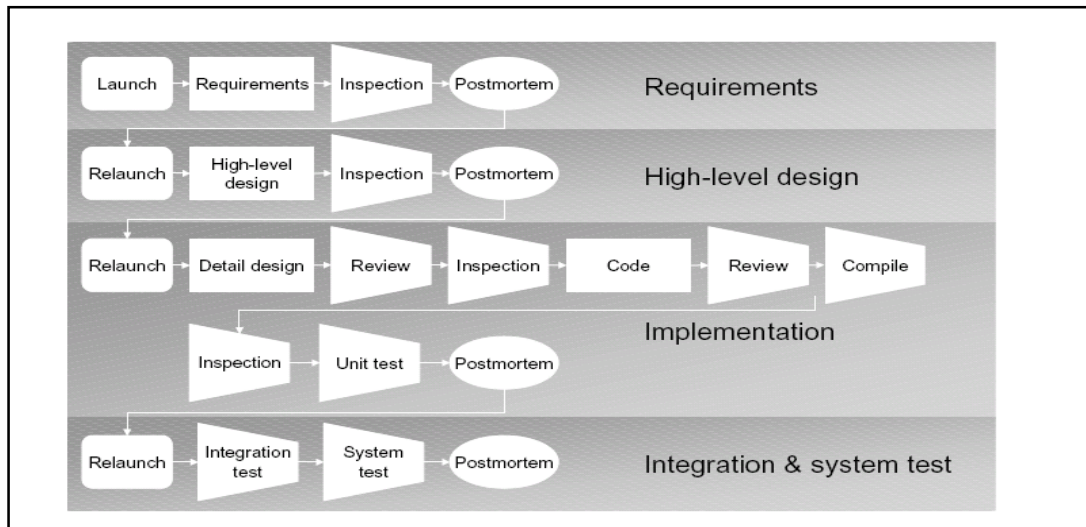 Launch
Requirements
Inspection
Postmortem
Requirements
Relaunch
High-level
design
Inspection
Postmortem
High-level design
Relaunch
Detail design
Review
Inspection
Code
Review
Compile
Implementation
Inspection
Unit test
Postmortem
Relaunch
Integration
test
System
test
Postmortem
Integration & system test